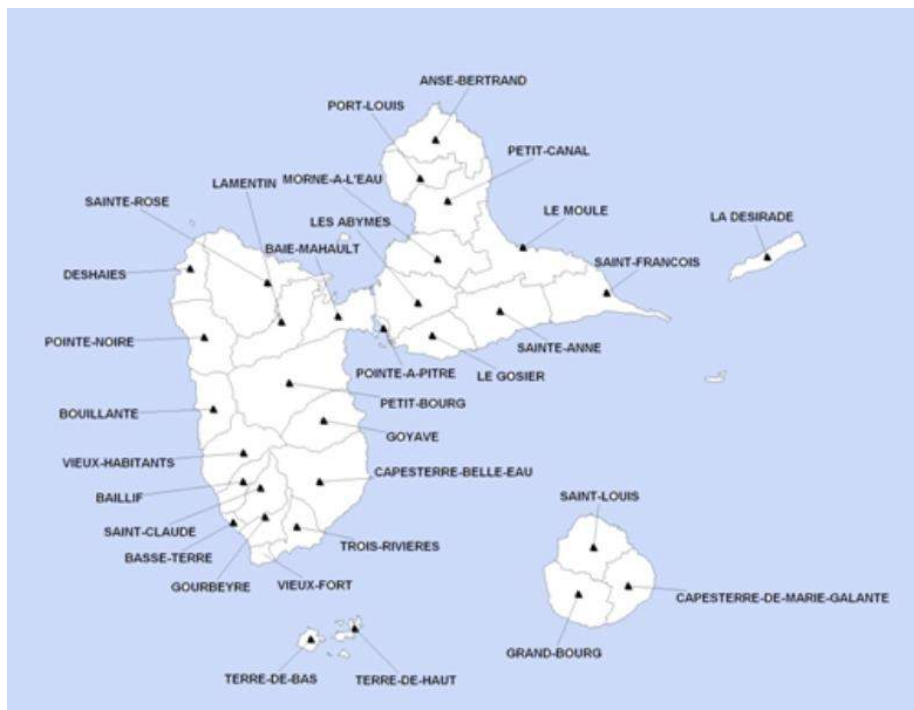 ANSE-BERTRAND
PORT-LOUIS
PETIT-CANAL
LAMENTIN
MORNE-A-L'EAU
SAINTE-ROSE
LES ABYMES
LE MOULE
LA DESIRADE
BAIE-MAHAULT
SAINT-FRANCOIS
DESHAIES
POINTE-NOIRE
SAINTE-ANNE
POINTE-A-PITRE
LE GOSIER
PETIT-BOURG
BOUILLANTE
GOYAVE
VIEUX-HABITANTS
CAPESTERRE-BELLE-EAU
BAILLIF
SAINT-LOUIS
SAINT-CLAUDE
TROIS-RIVIERES
BASSE-TERRE
GOURBEYRE
VIEUX-FORT
CAPESTERRE-DE-MARIE-GALANTE
GRAND-BOURG
TERRE-DE-BAS
TERRE-DE-HAUT